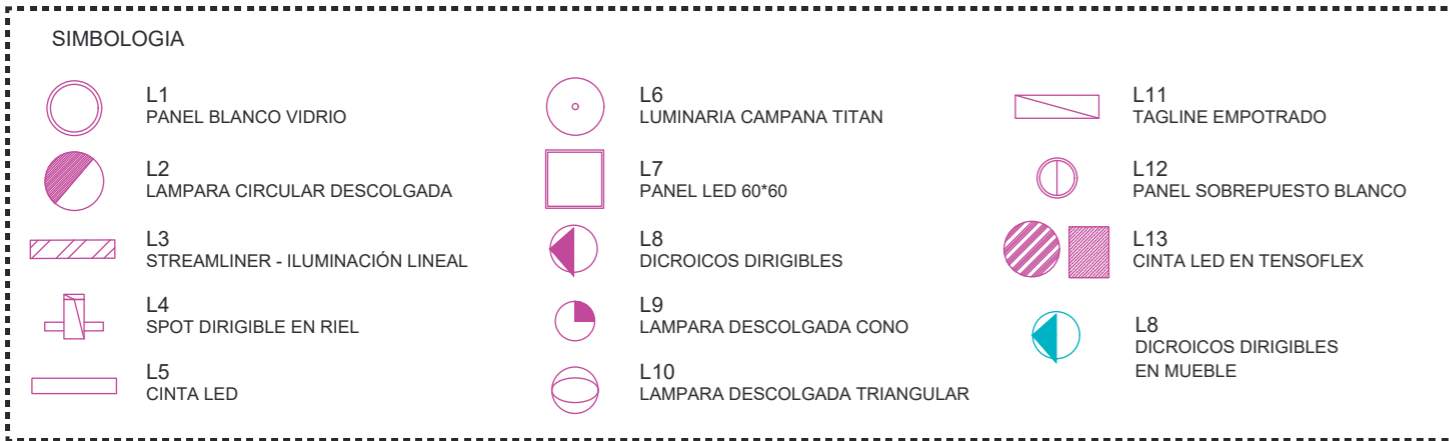 SIMBOLOGIA
L1
PANEL BLANCO VIDRIO
L2
LAMPARA CIRCULAR DESCOLGADA
L3
STREAMLINER - ILUMINACIÓN LINEAL
L4
SPOT DIRIGIBLE EN RIEL
L5
CINTA LED
L6
LUMINARIA CAMPANA TITAN
L7
PANEL LED 60*60
L8
DICROICOS DIRIGIBLES
L9
LAMPARA DESCOLGADA CONO
L10
LAMPARA DESCOLGADA TRIANGULAR
L11
TAGLINE EMPOTRADO
L12
PANEL SOBREPUESTO BLANCO
L13
CINTA LED EN TENSOFLEX
L8
DICROICOS DIRIGIBLES
EN MUEBLE